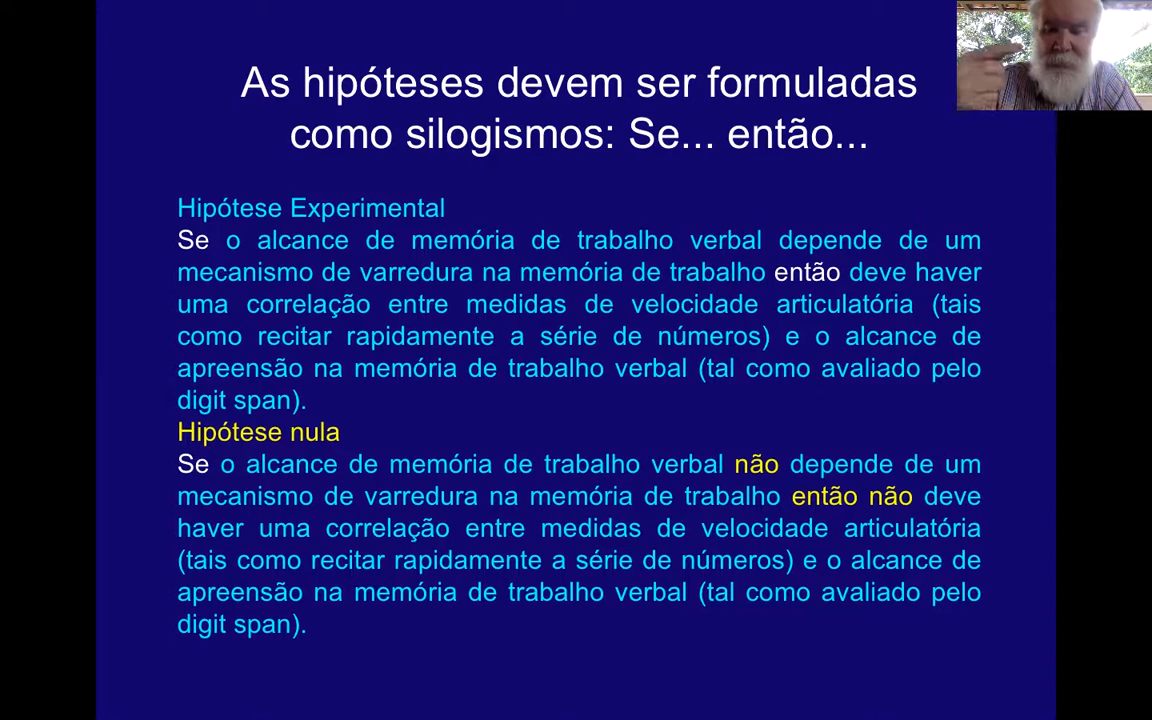 As hipóteses devem ser formuladas
como silogismos: Se... então...
Hipótese Experimental
Se o alcance de memória de trabalho verbal depende de um
mecanismo de varredura na memória de trabalho então deve haver
uma correlação entre medidas de velocidade articulatória (tais
como recitar rapidamente a série de números) e o alcance de
apreensão na memória de trabalho verbal (tal como avaliado pelo
digit span).
Hipótese nula
Se o alcance de memória de trabalho verbal não depende de um
mecanismo de varredura na memória de trabalho então não deve
haver uma correlação entre medidas de velocidade articulatória
(tais como recitar rapidamente a série de números) e o alcance de
apreensão na memória de trabalho verbal (tal como avaliado pelo
digit span).